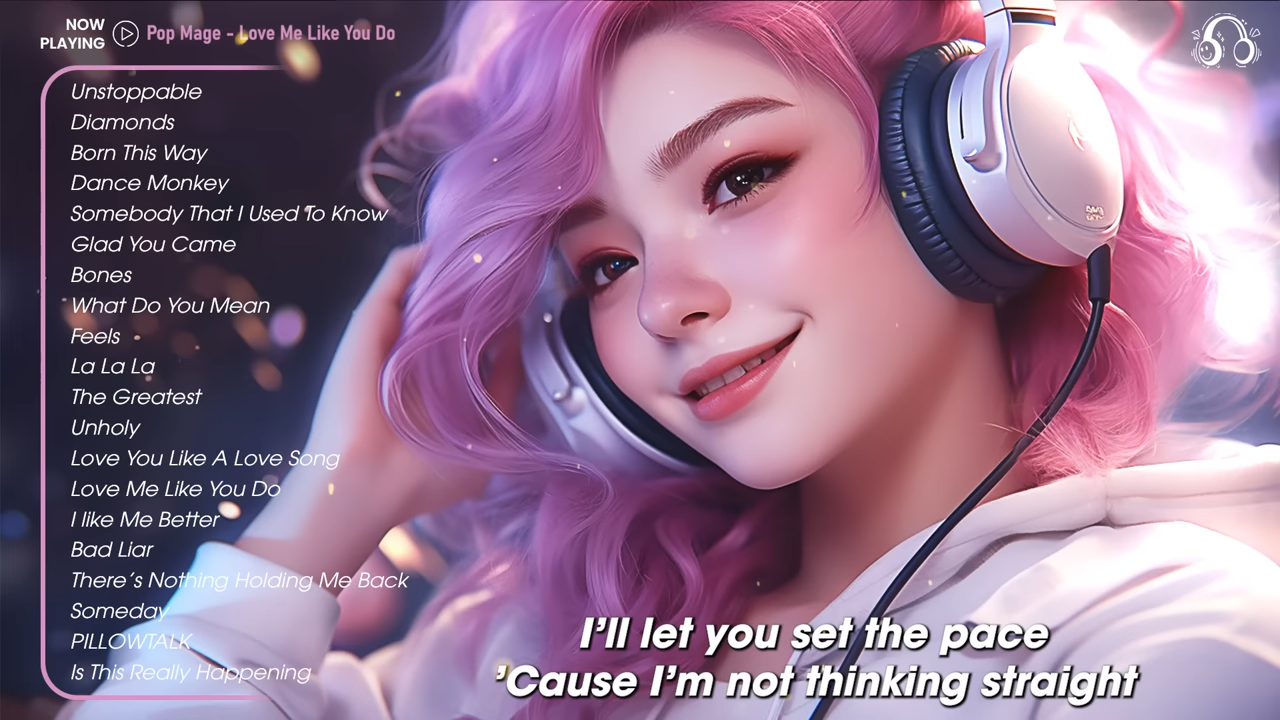 NOW
PLAYING
Pop Mage - Love Me Like You Do
Unstoppable
Diamonds
Born This Way
Dance Monkey
Somebody That I Used To Know
Glad You Came
Bones
What Do You Mean
Feels
La La La
The Greatest
Unholy
Love You Like A Love Song
Love Me Like You Do
I like Me Better
Bad Liar
There's Nothing Holding Me Back
Someday
PILLOWTALK
Is This Really Happening
I'll let you set the pace
'Cause I'm not thinking straight